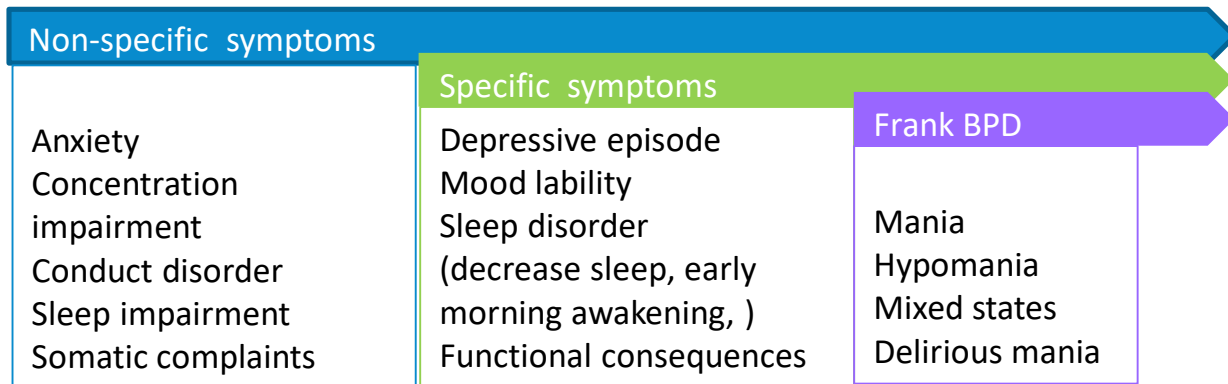 Non-specific  symptoms
Specific  symptoms
Frank BPD
Anxiety
Concentration
impairment
Conduct disorder
Sleep impairment
Somatic complaints
Depressive episode
Mood lability
Sleep disorder
(decrease sleep, early
morning awakening, )
Functional consequences
Mania
Hypomania
Mixed states
Delirious mania